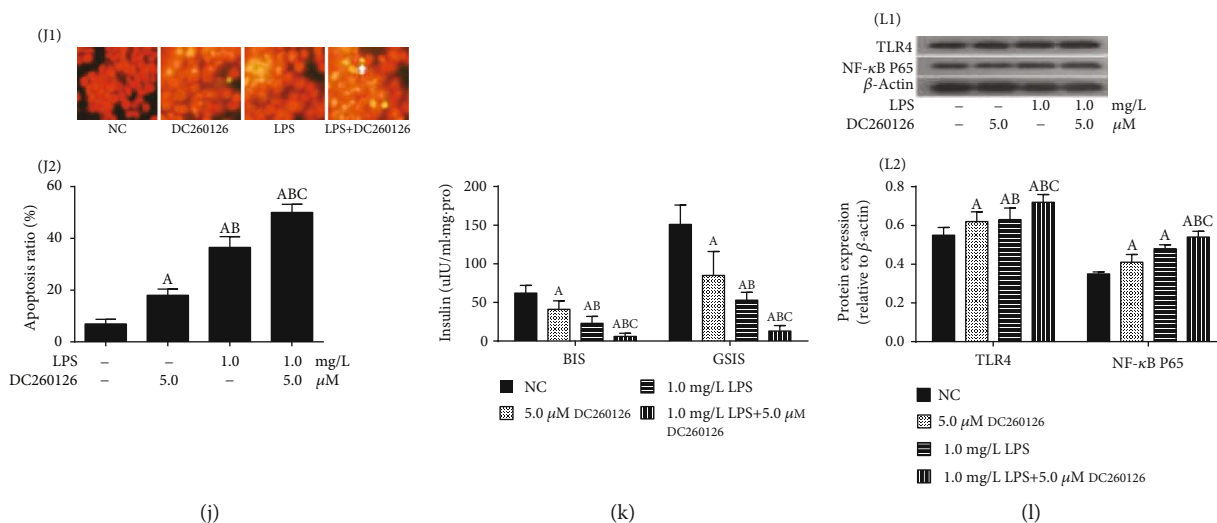 (J1)
NC DC260126 LPS LPS+DC260126
(J2)
Apoptosis ratio (%)
60
40
20
0
AB
ABC
A
LPS – – 1.0 1.0 mg/L
DC260126 – 5.0 – 5.0 μM
(j)
Insulin (uIU/ml·mg·pro)
200
150
100
50
0
A
AB
ABC
A
AB
ABC
BIS GSIS
NC
5.0 μM DC260126
1.0 mg/L LPS
1.0 mg/L LPS+5.0 μM
DC260126
(k)
(L1)
TLR4
NF-κB P65
β-Actin
LPS – – 1.0 1.0 mg/L
DC260126 – 5.0 – 5.0 μM
(L2)
Protein expression
(relative to β-actin)
0.8
0.6
0.4
0.2
0.0
A
AB
ABC
A
A
ABC
TLR4 NF-κB P65
NC
5.0 μM DC260126
1.0 mg/L LPS
1.0 mg/L LPS+5.0 μM DC260126
(l)